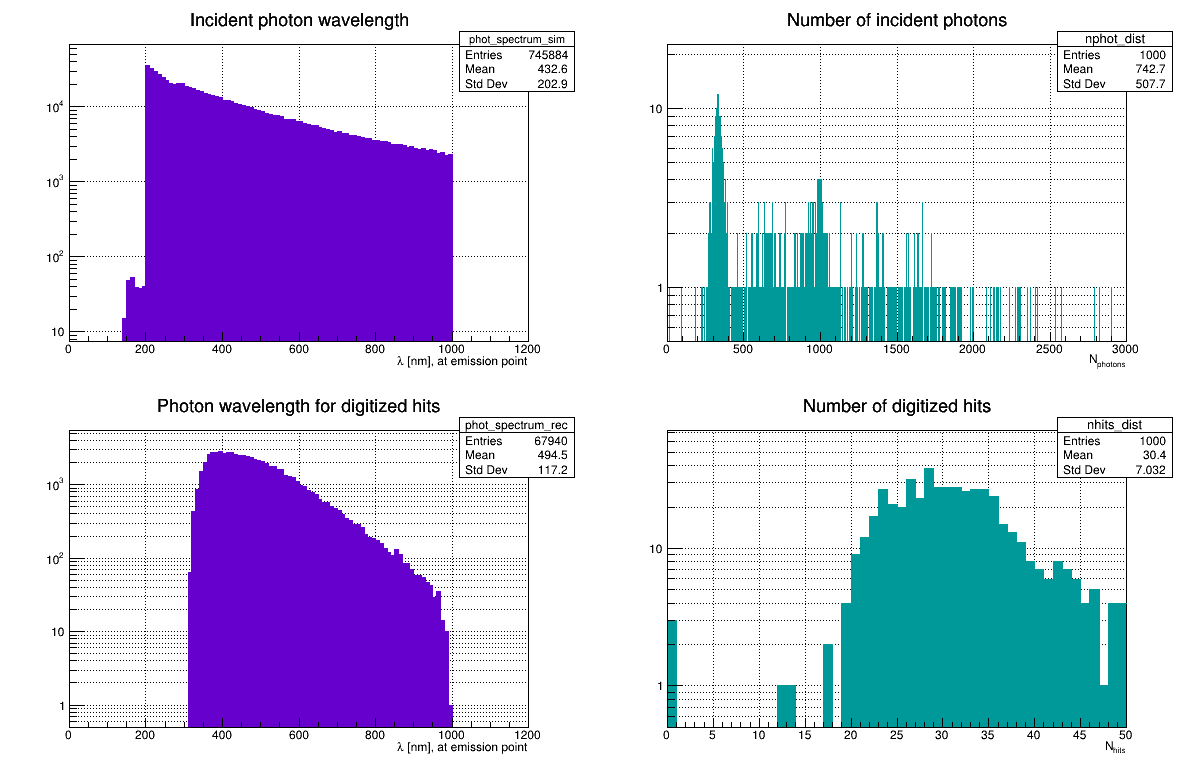 Incident photon wavelength
phot_spectrum_sim
Entries 745884
Mean 432.6
Std Dev 202.9
10⁴
10³
10²
10
0 200 400 600 800 1000 1200
λ [nm], at emission point
Number of incident photons
nphot_dist
Entries 1000
Mean 742.7
Std Dev 507.7
10
1
0 500 1000 1500 2000 2500 3000
N_photons
Photon wavelength for digitized hits
phot_spectrum_rec
Entries 67940
Mean 494.5
Std Dev 117.2
10³
10²
10
1
0 200 400 600 800 1000 1200
λ [nm], at emission point
Number of digitized hits
nhits_dist
Entries 1000
Mean 30.4
Std Dev 7.032
10
1
0 5 10 15 20 25 30 35 40 45 50
N_hits